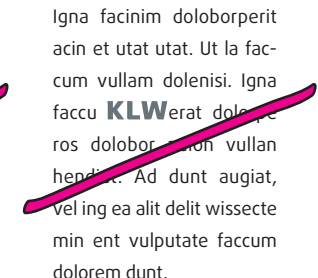 Igna facinim doloborperit
acin et utat utat. Ut la fac-
cum vullam dolenisi. Igna
faccu KLWerat
ros dolobor vullan
Ad dunt augiat,
vel ing ea alit delit wissecte
min ent vulputate faccum
dolorem dunt.